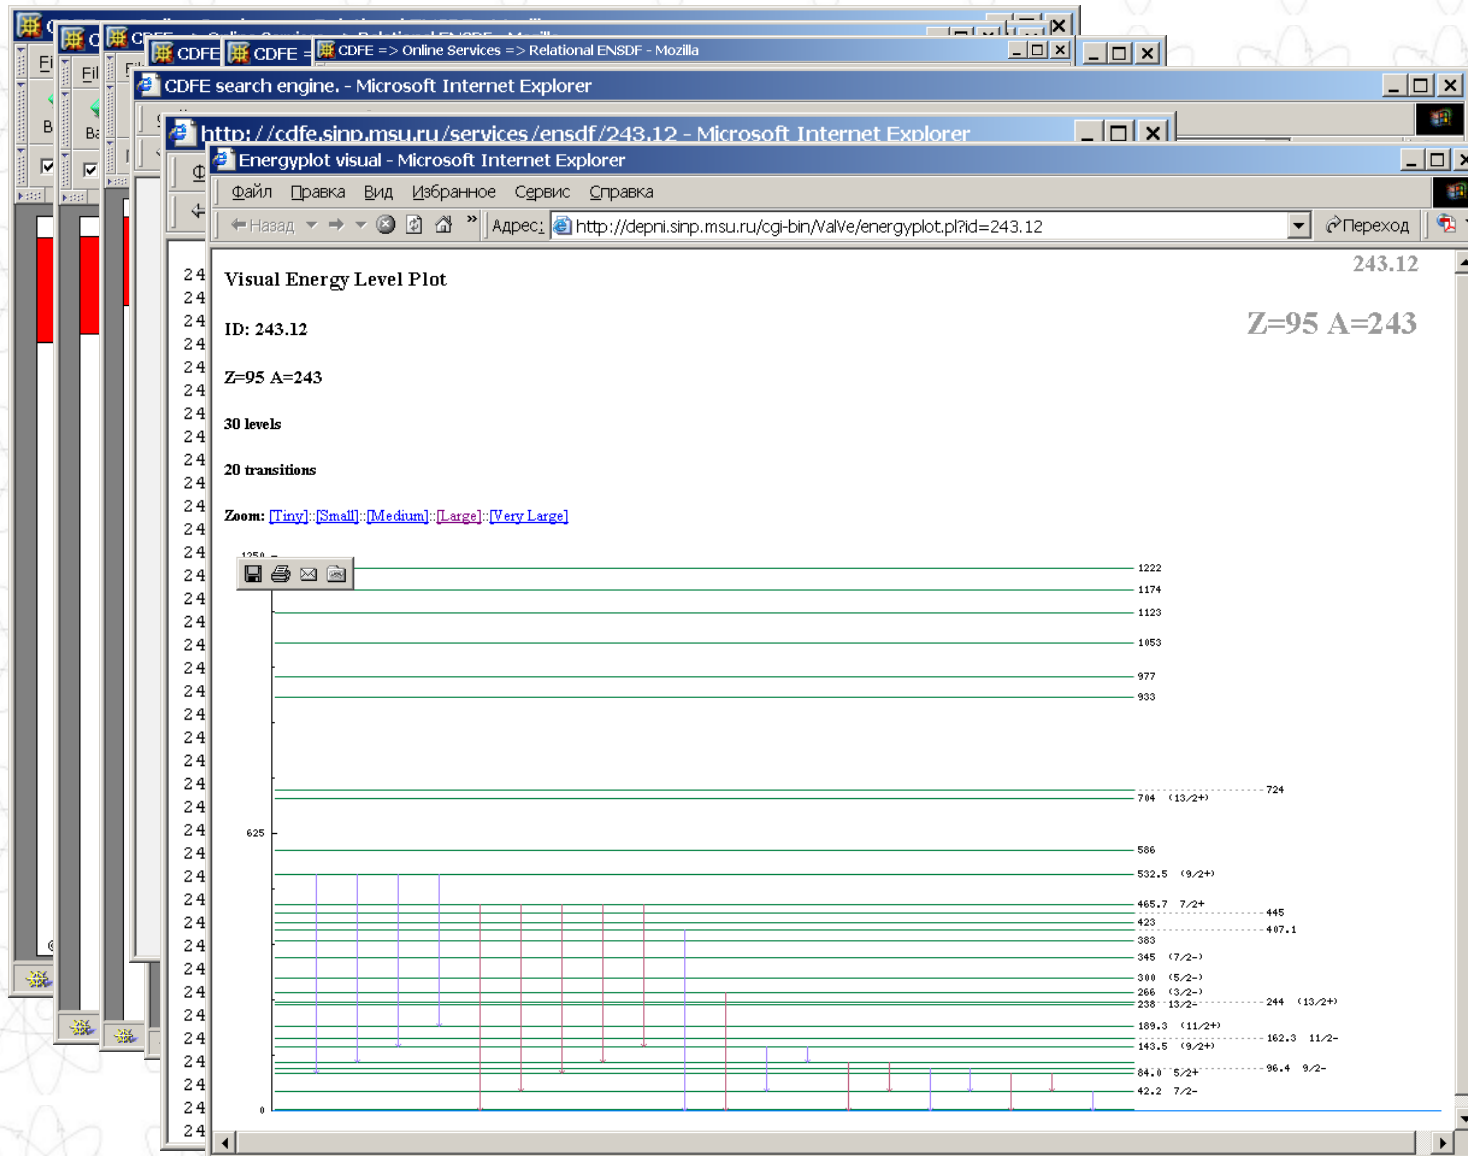 CDFE => Online Services => Relational ENSDF - Mozilla
CDFE search engine. - Microsoft Internet Explorer
http://cdfe.sinp.msu.ru/services/ensdf/243.12 - Microsoft Internet Explorer
Energyplot visual - Microsoft Internet Explorer
Файл Правка Вид Избранное Сервис Справка
Назад » Адрес: http://depni.sinp.msu.ru/cgi-bin/ValVe/energyplot.pl?id=243.12 Переход
243.12
Visual Energy Level Plot
Z=95 A=243
ID: 243.12
Z=95 A=243
30 levels
20 transitions
Zoom: [Tiny]::[Small]::[Medium]::[Large]::[Very Large]
1250
1222
1174
1123
1053
977
933
724
704 (13/2+)
625
586
532.5 (9/2+)
465.7 7/2+
445
423
407.1
383
345 (7/2-)
300 (5/2-)
266 (3/2-)
238 13/2- 244 (13/2+)
189.3 (11/2+)
162.3 11/2-
143.5 (9/2+)
96.4 9/2-
84.0 5/2+
42.2 7/2-
0